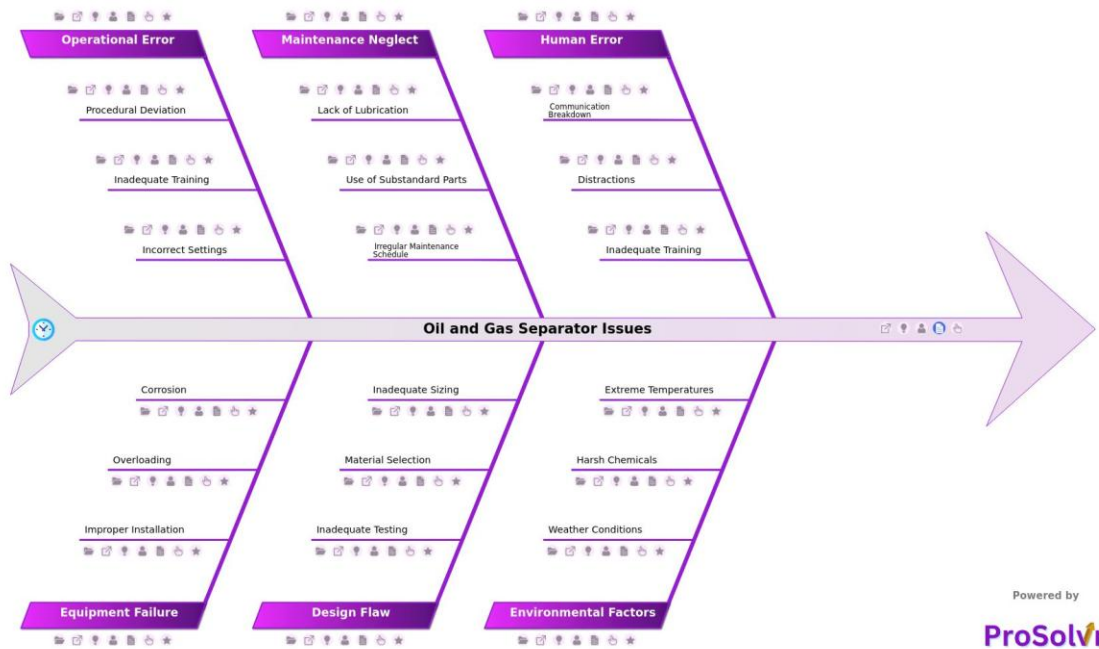 Operational Error
Maintenance Neglect
Human Error
Procedural Deviation
Lack of Lubrication
Communication
Breakdown
Inadequate Training
Use of Substandard Parts
Distractions
Incorrect Settings
Irregular Maintenance
Schedule
Inadequate Training
Oil and Gas Separator Issues
Corrosion
Inadequate Sizing
Extreme Temperatures
Overloading
Material Selection
Harsh Chemicals
Improper Installation
Inadequate Testing
Weather Conditions
Equipment Failure
Design Flaw
Environmental Factors
Powered by